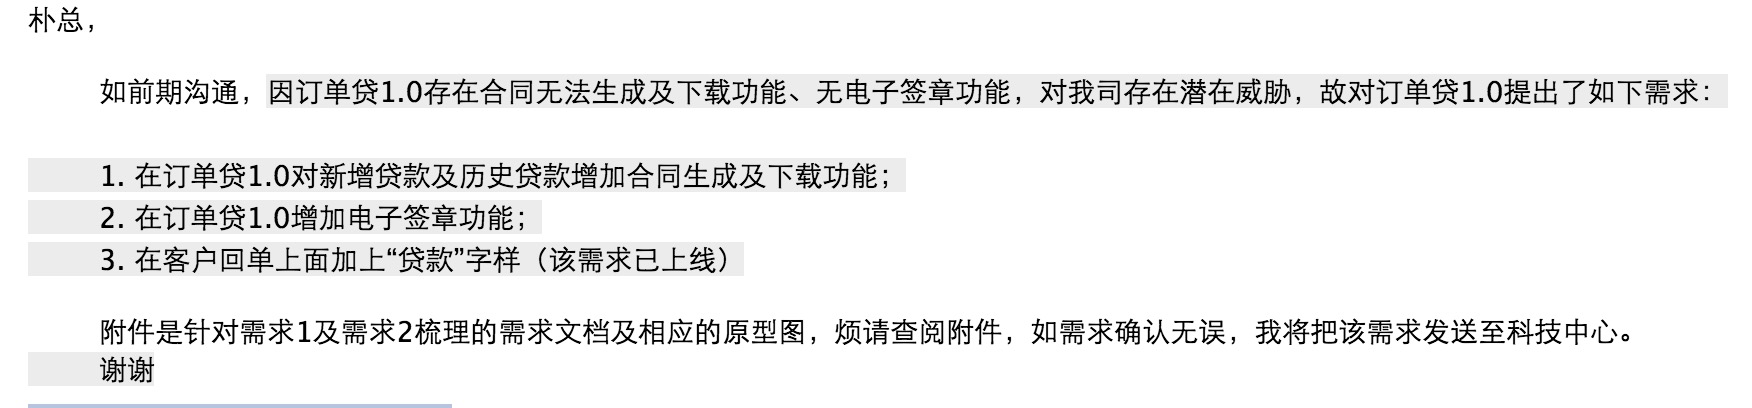 朴总，
如前期沟通，因订单贷1.0存在合同无法生成及下载功能、无电子签章功能，对我司存在潜在威胁，故对订单贷1.0提出了如下需求：
1. 在订单贷1.0对新增贷款及历史贷款增加合同生成及下载功能；
2. 在订单贷1.0增加电子签章功能；
3. 在客户回单上面加上“贷款”字样（该需求已上线）
附件是针对需求1及需求2梳理的需求文档及相应的原型图，烦请查阅附件，如需求确认无误，我将把该需求发送至科技中心。
谢谢